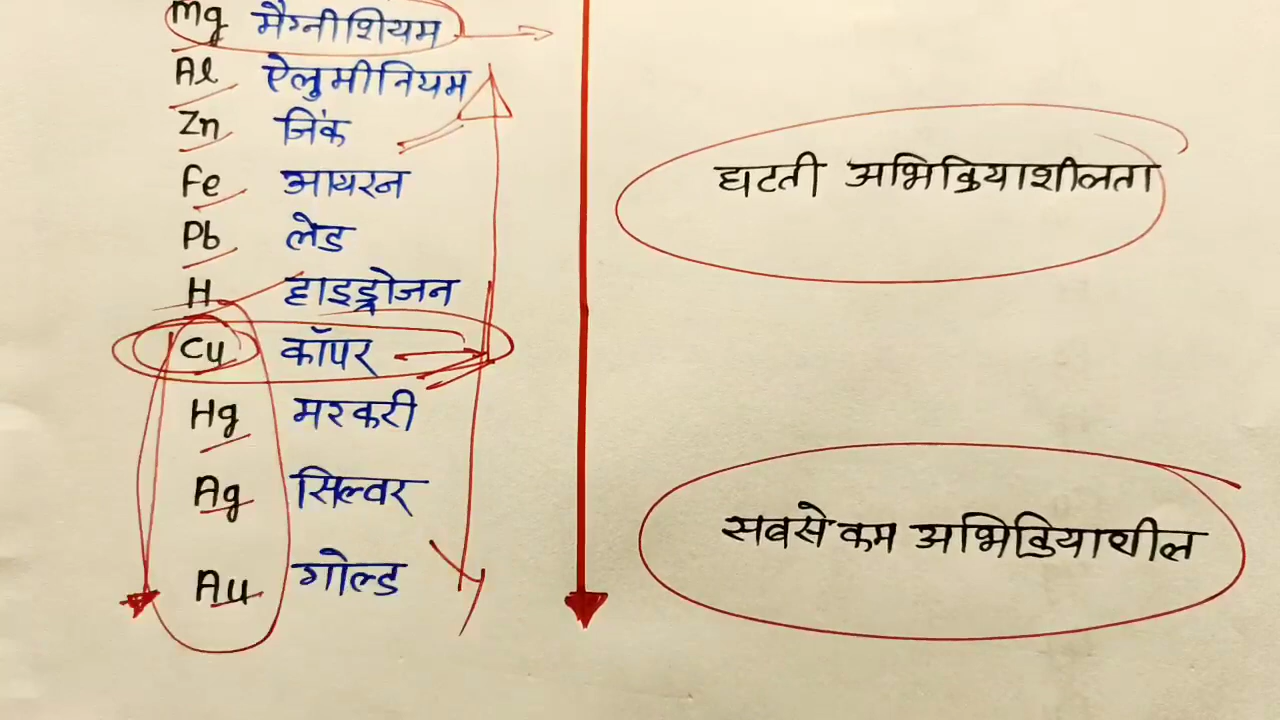 Mg मैग्नीशियम
Al ऐलुमीनियम
Zn जिंक
Fe आयरन
Pb लेड
H हाइड्रोजन
Cu कॉपर
Hg मरकरी
Ag सिल्वर
Au गोल्ड
घटती अभिक्रियाशीलता
सबसे कम अभिक्रियाशील